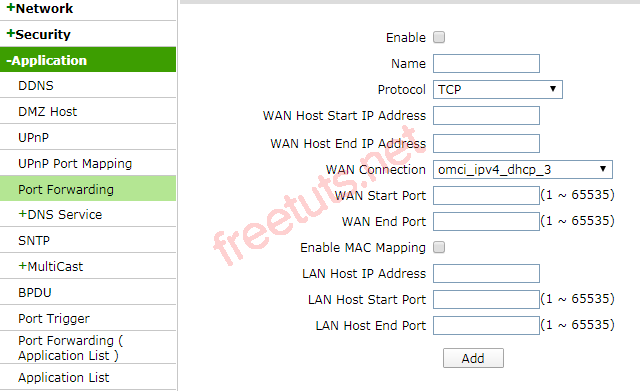 +Network
+Security
-Application
DDNS
DMZ Host
UPnP
UPnP Port Mapping
Port Forwarding
+DNS Service
SNTP
+MultiCast
BPDU
Port Trigger
Port Forwarding (
Application List )
Application List
Enable
Name
Protocol TCP
WAN Host Start IP Address
WAN Host End IP Address
WAN Connection omci_ipv4_dhcp_3
WAN Start Port (1 ~ 65535)
WAN End Port (1 ~ 65535)
Enable MAC Mapping
LAN Host IP Address
LAN Host Start Port (1 ~ 65535)
LAN Host End Port (1 ~ 65535)
Add
freetuts.net